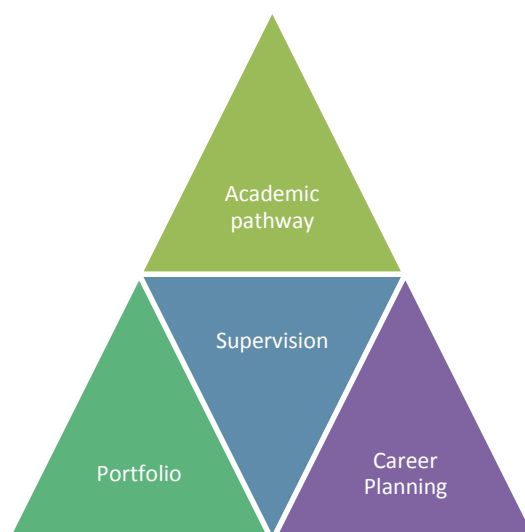 Academic
pathway
Supervision
Portfolio
Career
Planning